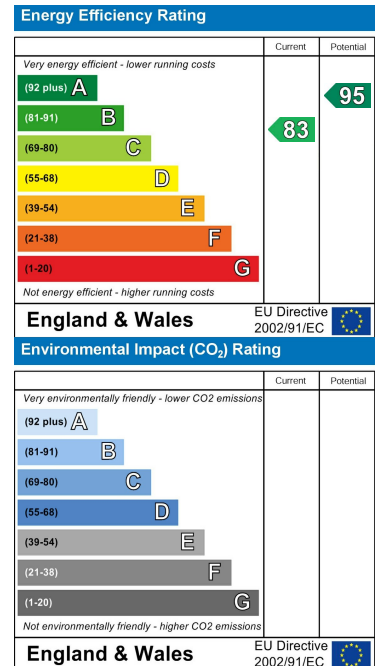 Energy Efficiency Rating
Current Potential
Very energy efficient - lower running costs
(92 plus) A
95
(81-91) B
83
(69-80) C
(55-68) D
(39-54) E
(21-38) F
(1-20) G
Not energy efficient - higher running costs
England & Wales
EU Directive
2002/91/EC
Environmental Impact (CO₂) Rating
Current Potential
Very environmentally friendly - lower CO2 emissions
(92 plus) A
(81-91) B
(69-80) C
(55-68) D
(39-54) E
(21-38) F
(1-20) G
Not environmentally friendly - higher CO2 emissions
England & Wales
EU Directive
2002/91/EC